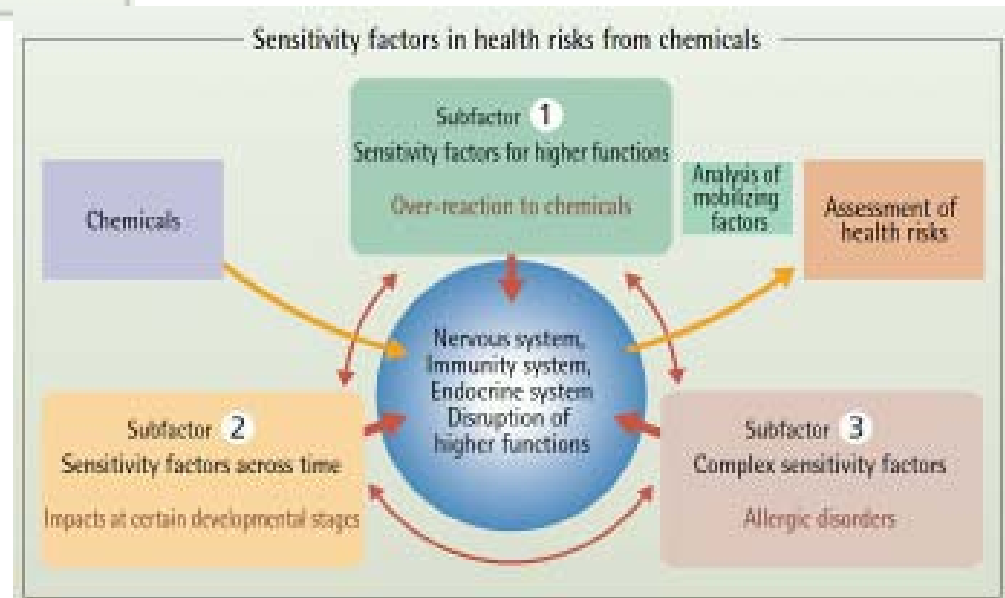 Sensitivity factors in health risks from chemicals
Subfactor 1
Sensitivity factors for higher functions
Over-reaction to chemicals
Chemicals
Analysis of
mobilizing
factors
Assessment of
health risks
Nervous system,
Immunity system,
Endocrine system
Disruption of
higher functions
Subfactor 2
Sensitivity factors across time
Impacts at certain developmental stages
Subfactor 3
Complex sensitivity factors
Allergic disorders